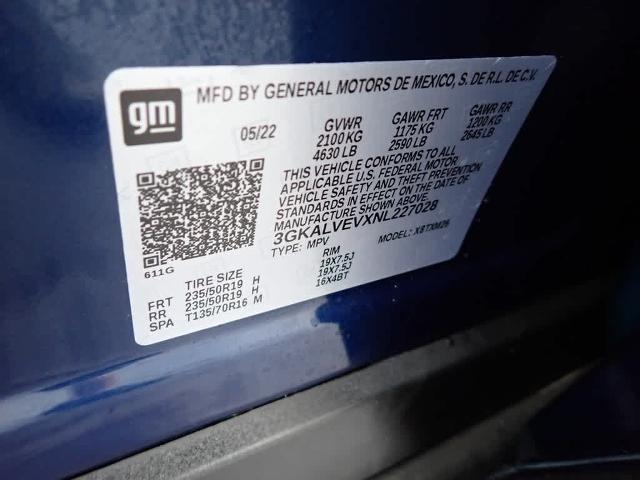 gm
MFD BY GENERAL MOTORS DE MEXICO, S. DE R.L. DE C.V.
05/22 GVWR GAWR FRT GAWR RR
2100 KG 1175 KG 1200 KG
4630 LB 2590 LB 2645 LB
THIS VEHICLE CONFORMS TO ALL
APPLICABLE U.S. FEDERAL MOTOR
VEHICLE SAFETY AND THEFT PREVENTION
STANDARDS IN EFFECT ON THE DATE OF
MANUFACTURE SHOWN ABOVE.
3GKALVEVXNL227028
TYPE: MPV MODEL: XBTXM26
611G
TIRE SIZE RIM
FRT 235/50R19 H 19X7.5J
RR 235/50R19 H 19X7.5J
SPA T135/70R16 M 16X4BT